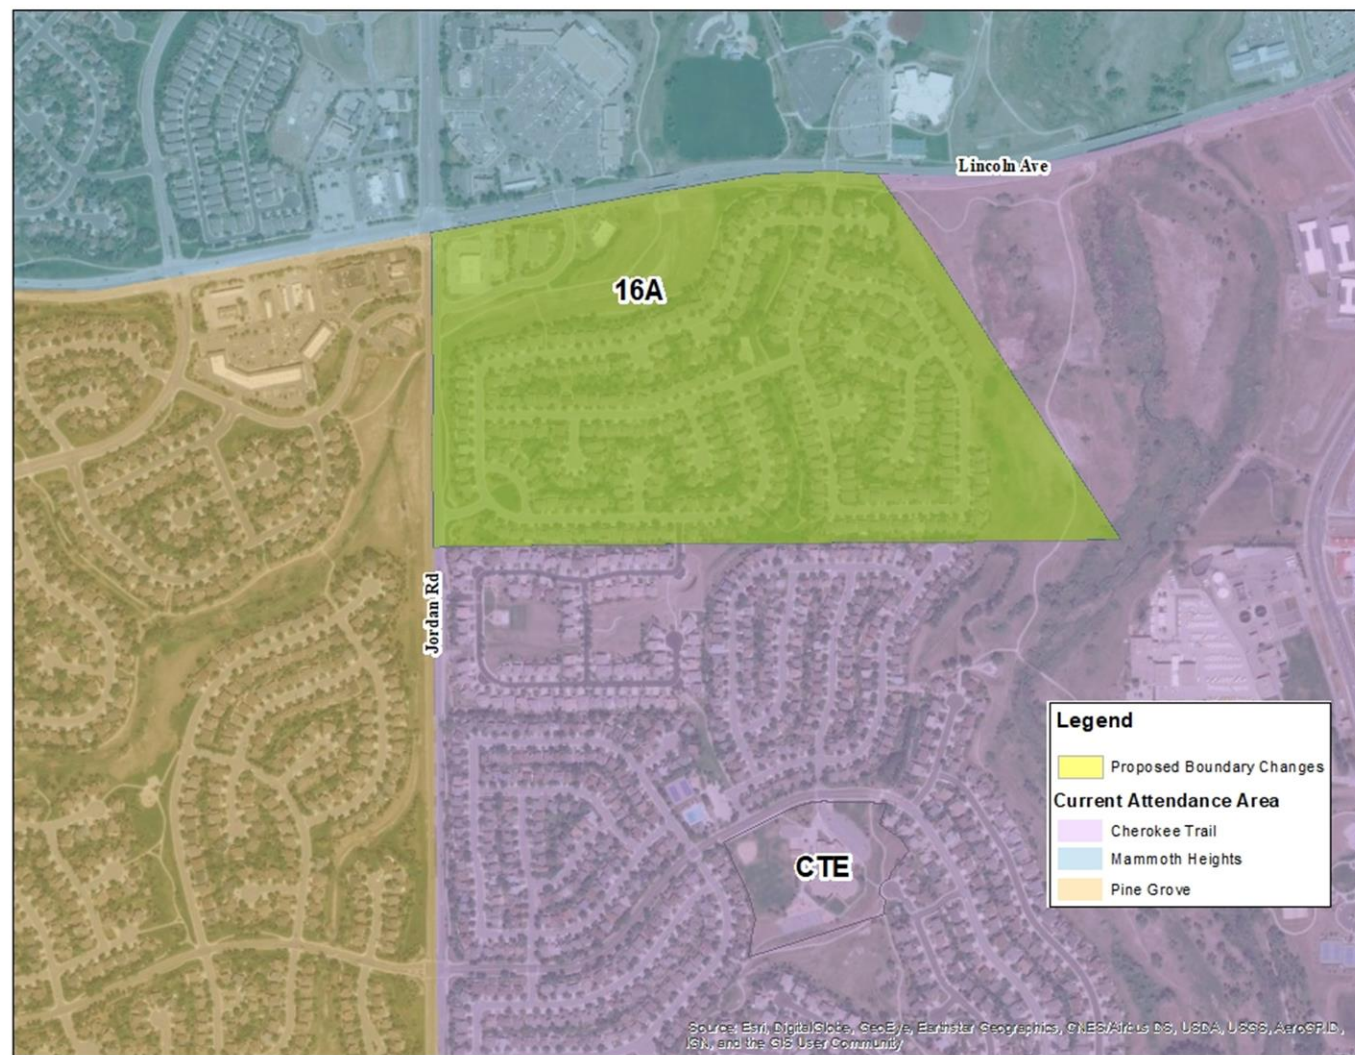 Lincoln Ave
16A
Jordan Rd
Legend
Proposed Boundary Changes
Current Attendance Area
Cherokee Trail
Mammoth Heights
Pine Grove
CTE
Source: Esri, DigitalGlobe, GeoEye, Earthstar Geographics, CNES/Airbus DS, USDA, USGS, AeroGRID,
IGN, and the GIS User Community